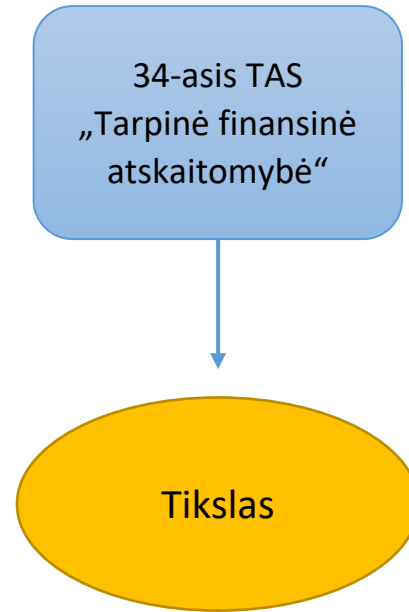 34-asis TAS
„Tarpinė finansinė
atskaitomybė“
Tikslas